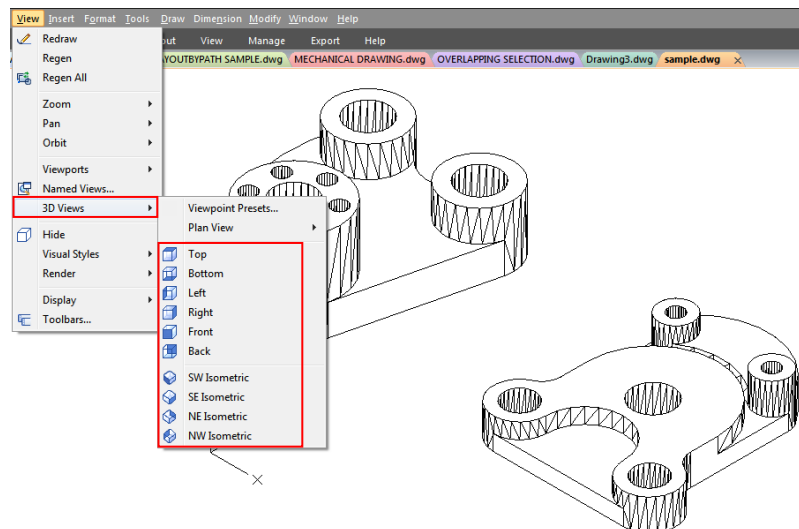 View Insert Format Tools Draw Dimension Modify Window Help
out View Manage Export Help
YOUTBYPATH SAMPLE.dwg MECHANICAL DRAWING.dwg OVERLAPPING SELECTION.dwg Drawing3.dwg sample.dwg X
Redraw
Regen
Regen All
Zoom
Pan
Orbit
Viewports
Named Views...
3D Views
Hide
Visual Styles
Render
Display
Toolbars...
Viewpoint Presets...
Plan View
Top
Bottom
Left
Right
Front
Back
SW Isometric
SE Isometric
NE Isometric
NW Isometric
X